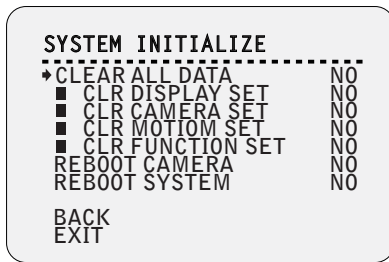 SYSTEM INITIALIZE
CLEAR ALL DATA NO
CLR DISPLAY SET NO
CLR CAMERA SET NO
CLR MOTIOM SET NO
CLR FUNCTION SET NO
REBOOT CAMERA NO
REBOOT SYSTEM NO
BACK
EXIT